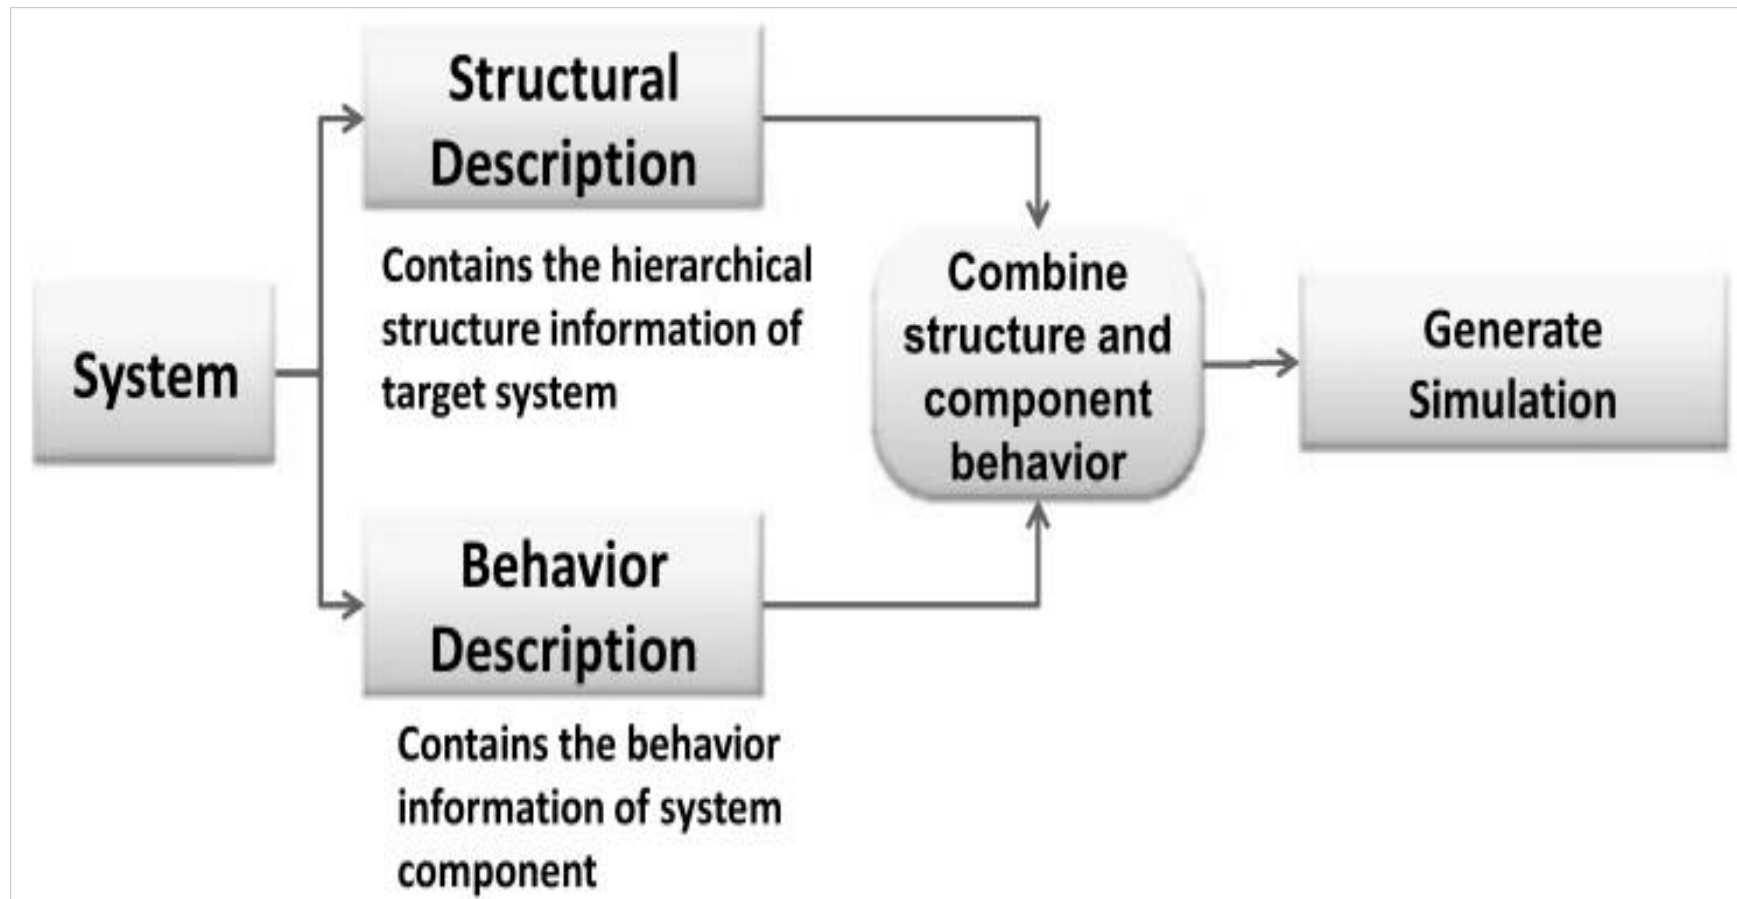 System
Structural
Description
Contains the hierarchical
structure information of
target system
Behavior
Description
Contains the behavior
information of system
component
Combine
structure and
component
behavior
Generate
Simulation